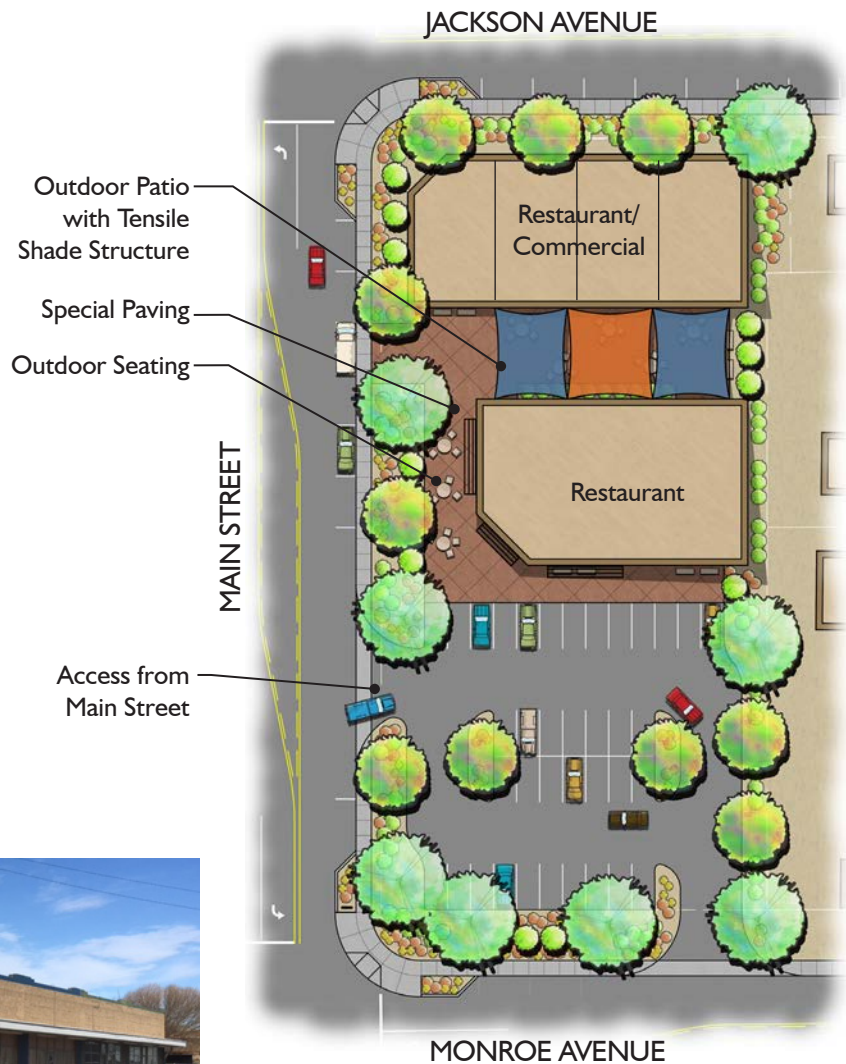 JACKSON AVENUE
Outdoor Patio
with Tensile
Shade Structure
Restaurant/
Commercial
Special Paving
Outdoor Seating
MAIN STREET
Restaurant
Access from
Main Street
MONROE AVENUE